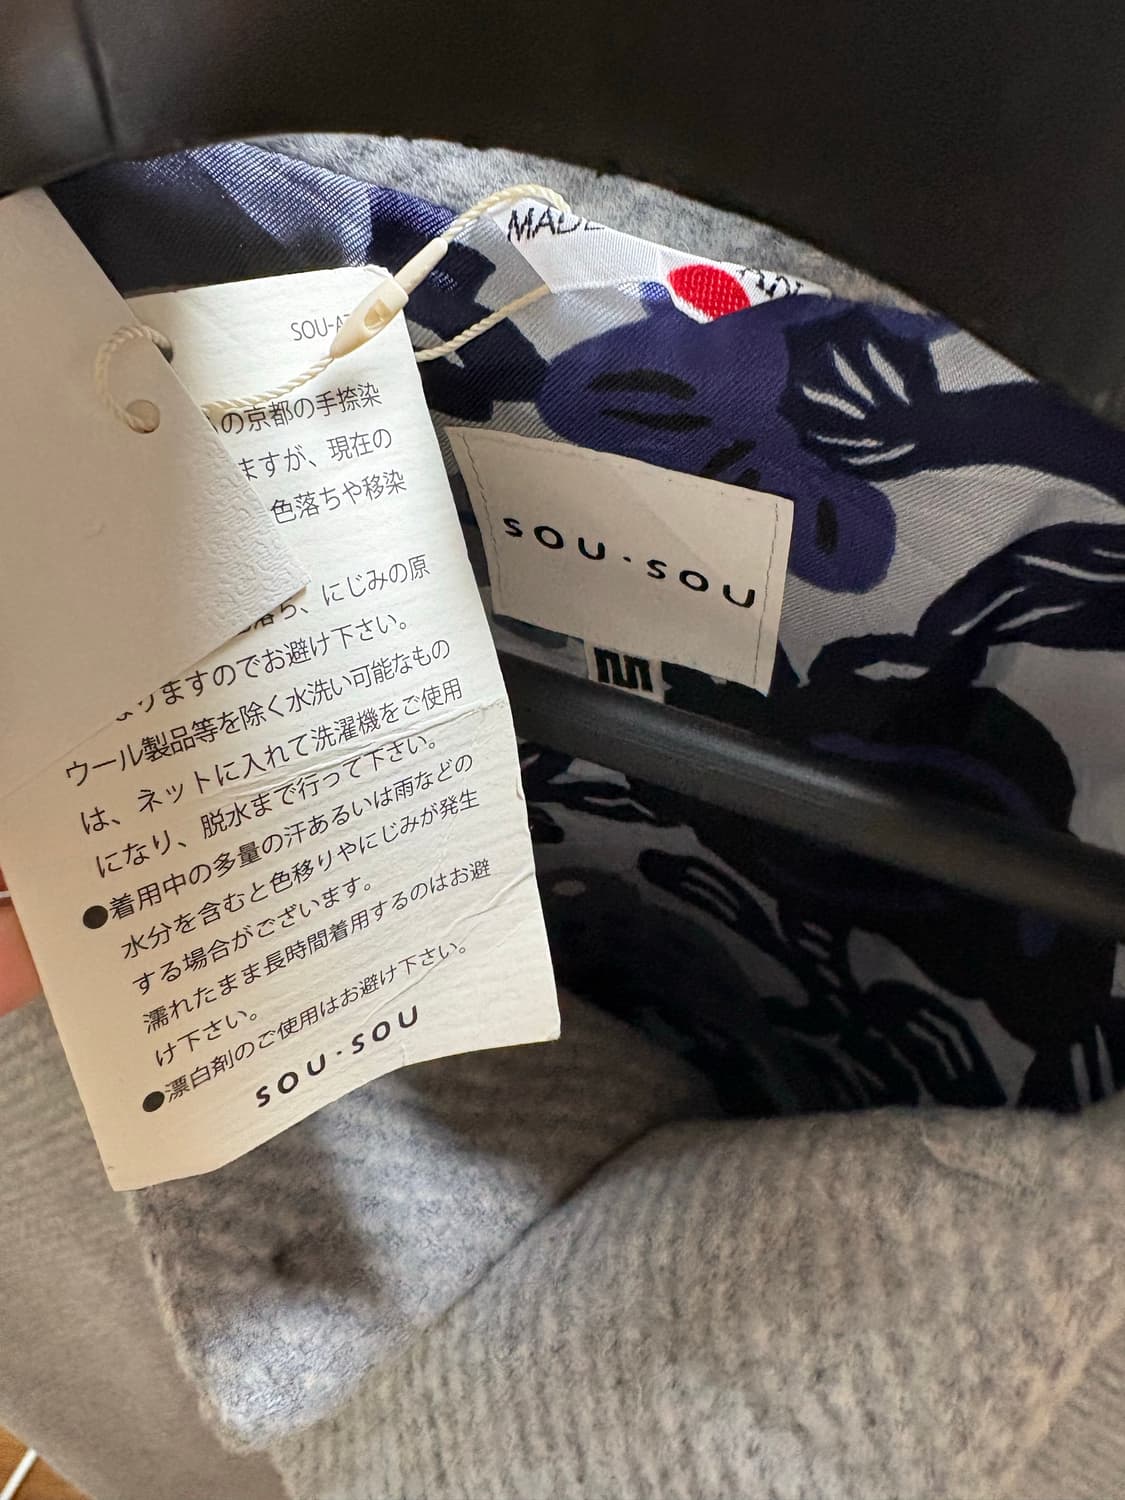 MADE
SOU·SOU
M
SOU-A
の京都の手捺染
ますが、現在の
色落ちや移染
、にじみの原
りますのでお避け下さい。
ウール製品等を除く水洗い可能なもの
は、ネットに入れて洗濯機をご使用
になり、脱水まで行って下さい。
●着用中の多量の汗あるいは雨などの
水分を含むと色移りやにじみが発生
する場合がございます。
濡れたまま長時間着用するのはお避
け下さい。
●漂白剤のご使用はお避け下さい。
SOU·SOU